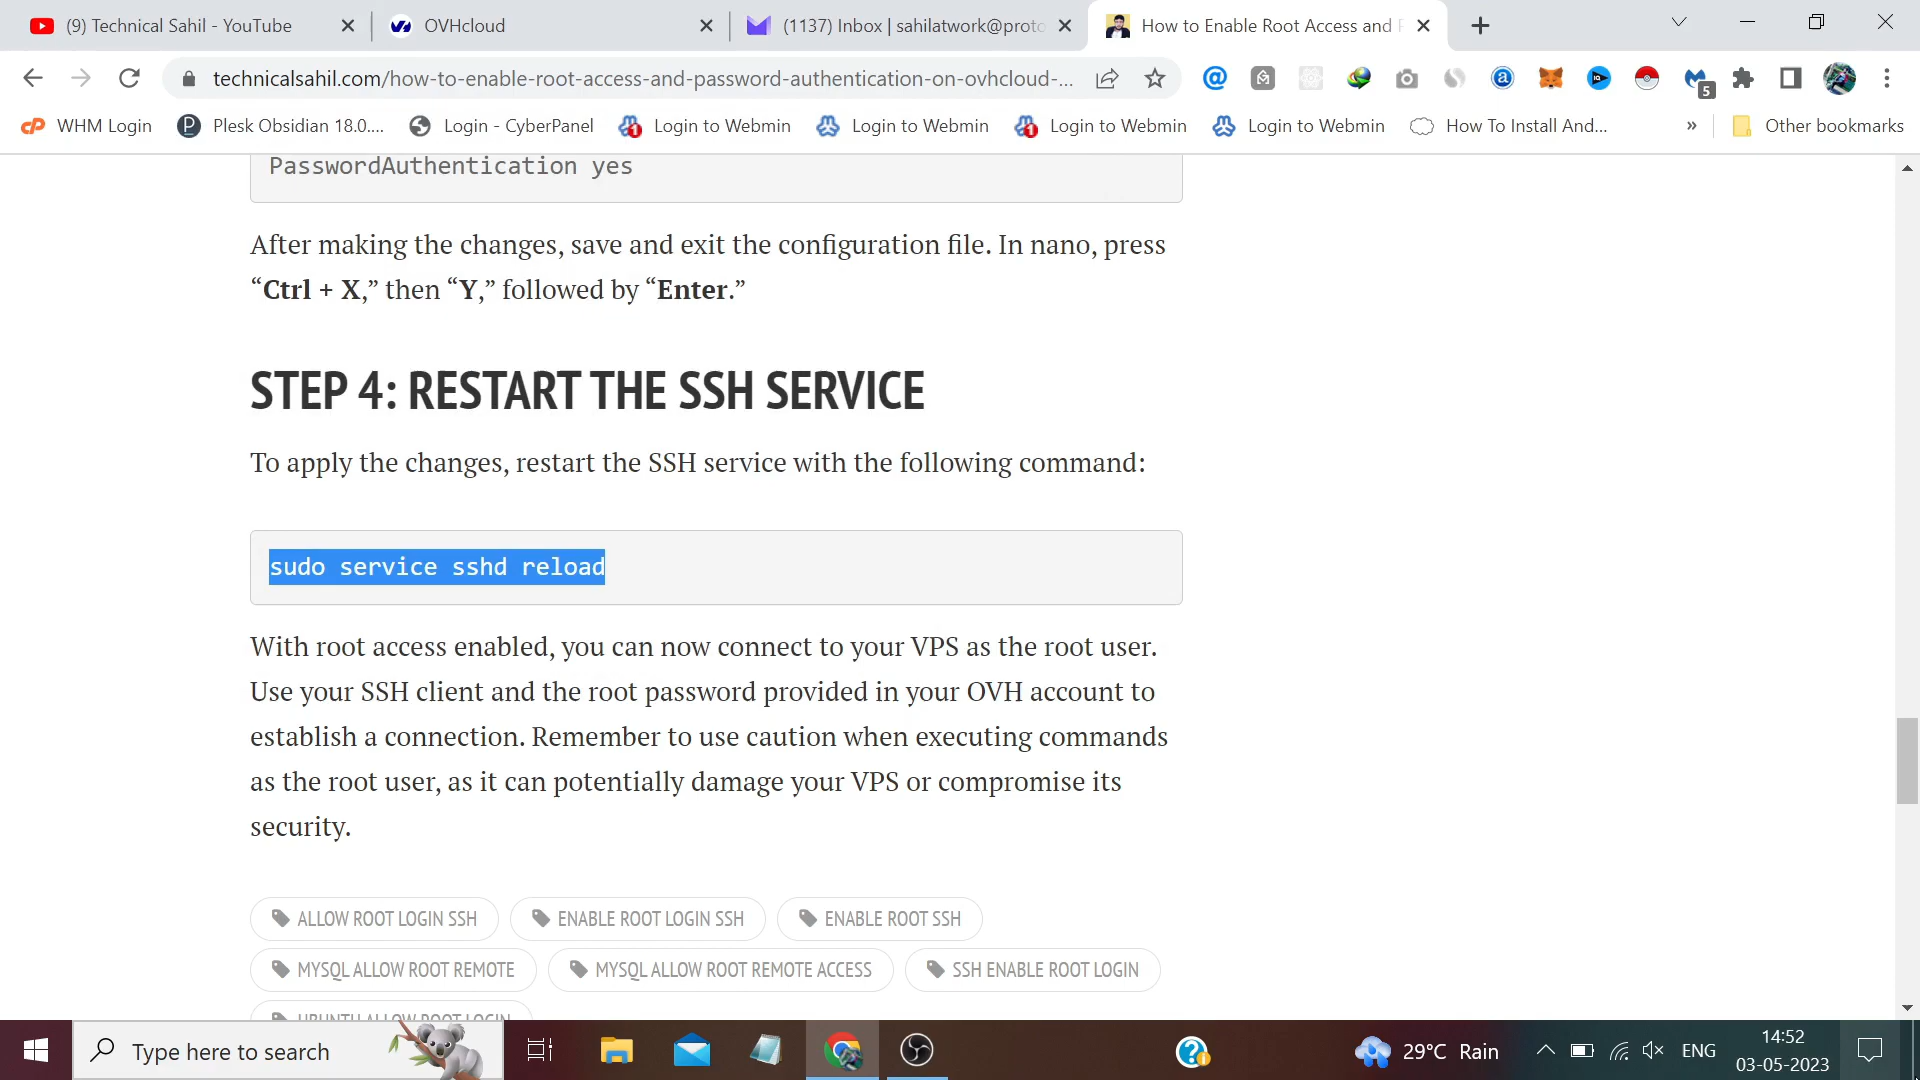 (9) Technical Sahil - YouTube
OVHcloud
(1137) Inbox | sahilatwork@proto
How to Enable Root Access and
technicalsahil.com/how-to-enable-root-access-and-password-authentication-on-ovhcloud-...
5
WHM Login
Plesk Obsidian 18.0....
Login - CyberPanel
Login to Webmin
Login to Webmin
Login to Webmin
Login to Webmin
How To Install And...
»
Other bookmarks
PasswordAuthentication yes
After making the changes, save and exit the configuration file. In nano, press
“Ctrl + X,” then “Y,” followed by “Enter.”
STEP 4: RESTART THE SSH SERVICE
To apply the changes, restart the SSH service with the following command:
sudo service sshd reload
With root access enabled, you can now connect to your VPS as the root user.
Use your SSH client and the root password provided in your OVH account to
establish a connection. Remember to use caution when executing commands
as the root user, as it can potentially damage your VPS or compromise its
security.
ALLOW ROOT LOGIN SSH
ENABLE ROOT LOGIN SSH
ENABLE ROOT SSH
MYSQL ALLOW ROOT REMOTE
MYSQL ALLOW ROOT REMOTE ACCESS
SSH ENABLE ROOT LOGIN
UBUNTU ALLOW ROOT LOGIN
Type here to search
29°C Rain
ENG
14:52
03-05-2023